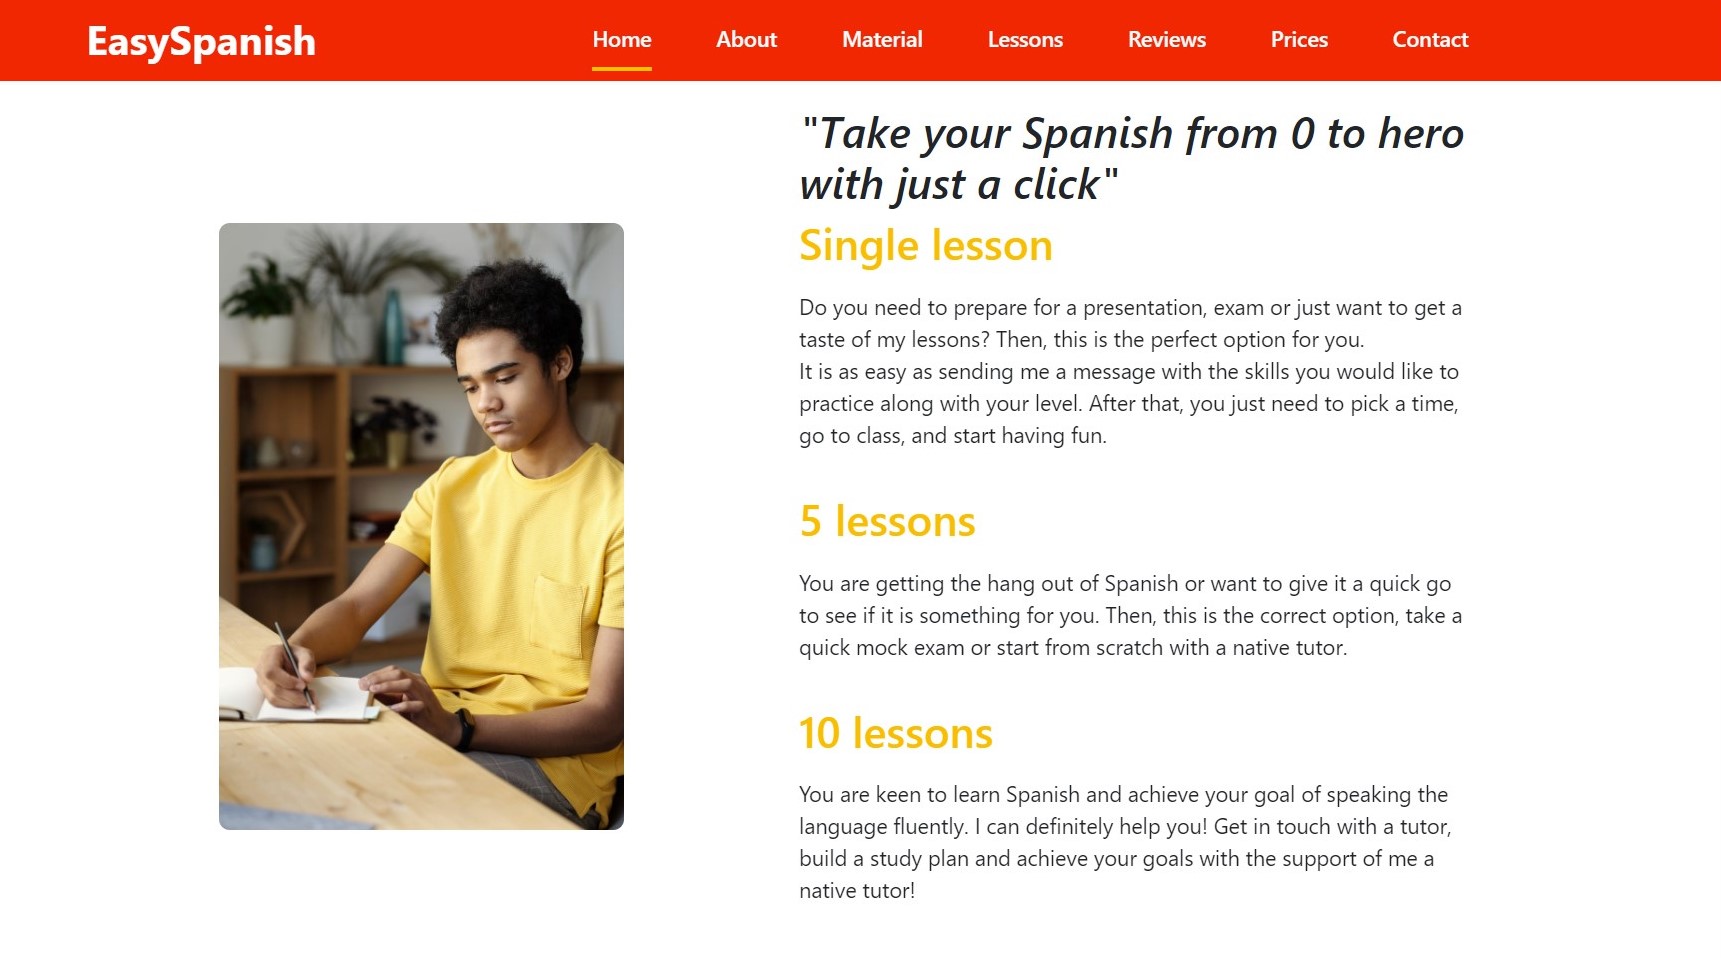 EasySpanish
Home About Material Lessons Reviews Prices Contact
"Take your Spanish from 0 to hero
with just a click"
Single lesson
Do you need to prepare for a presentation, exam or just want to get a
taste of my lessons? Then, this is the perfect option for you.
It is as easy as sending me a message with the skills you would like to
practice along with your level. After that, you just need to pick a time,
go to class, and start having fun.
5 lessons
You are getting the hang out of Spanish or want to give it a quick go
to see if it is something for you. Then, this is the correct option, take a
quick mock exam or start from scratch with a native tutor.
10 lessons
You are keen to learn Spanish and achieve your goal of speaking the
language fluently. I can definitely help you! Get in touch with a tutor,
build a study plan and achieve your goals with the support of me a
native tutor!